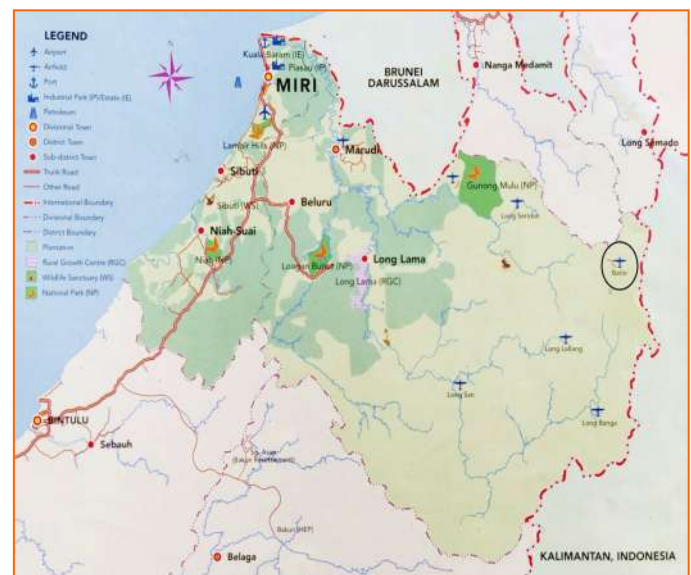 LEGEND
Airport
Airfield
Port
Industrial Park (IP)/Estate (IE)
Petroleum
Divisional Town
District Town
Sub-district Town
Trunk Road
Other Road
International Boundary
Divisional Boundary
District Boundary
Plantation
Rural Growth Centre (RGC)
Wildlife Sanctuary (WS)
National Park (NP)
Kuala Baram (IE)
Piasau (IP)
MIRI
BRUNEI
DARUSSALAM
Nanga Medamit
Long Semado
Lambir Hills (NP)
Marudi
Sibuti
Gunong Mulu (NP)
Sibuti (WS)
Beluru
Long Seridan
Niah-Suai
Niah (NP)
Loagan Bunut (NP)
Long Lama
Long Lama (RGC)
Bario
Long Lellang
Long San
Long Banga
BINTULU
Sebauh
Bakun (HEP)
Belaga
KALIMANTAN, INDONESIA